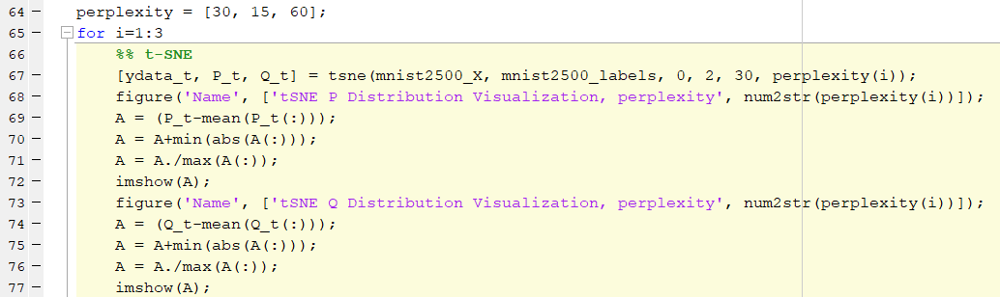 64 perplexity = [30, 15, 60];
65 for i=1:3
66 %% t-SNE
67 [ydata_t, P_t, Q_t] = tsne(mnist2500_X, mnist2500_labels, 0, 2, 30, perplexity(i));
68 figure('Name', ['tSNE P Distribution Visualization, perplexity', num2str(perplexity(i))]);
69 A = (P_t-mean(P_t(:)));
70 A = A+min(abs(A(:)));
71 A = A./max(A(:));
72 imshow(A);
73 figure('Name', ['tSNE Q Distribution Visualization, perplexity', num2str(perplexity(i))]);
74 A = (Q_t-mean(Q_t(:)));
75 A = A+min(abs(A(:)));
76 A = A./max(A(:));
77 imshow(A);